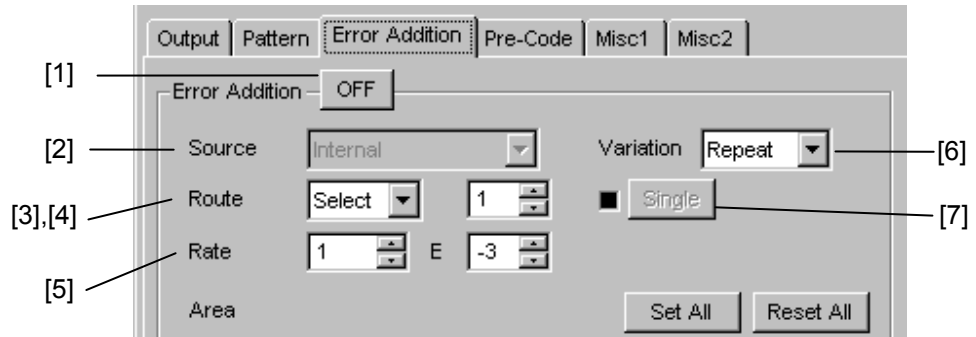 Output Pattern Error Addition Pre-Code Misc1 Misc2
[1]
Error Addition OFF
[2] Source Internal Variation Repeat [6]
[3],[4] Route Select 1 Single [7]
[5] Rate 1 E -3
Area Set All Reset All